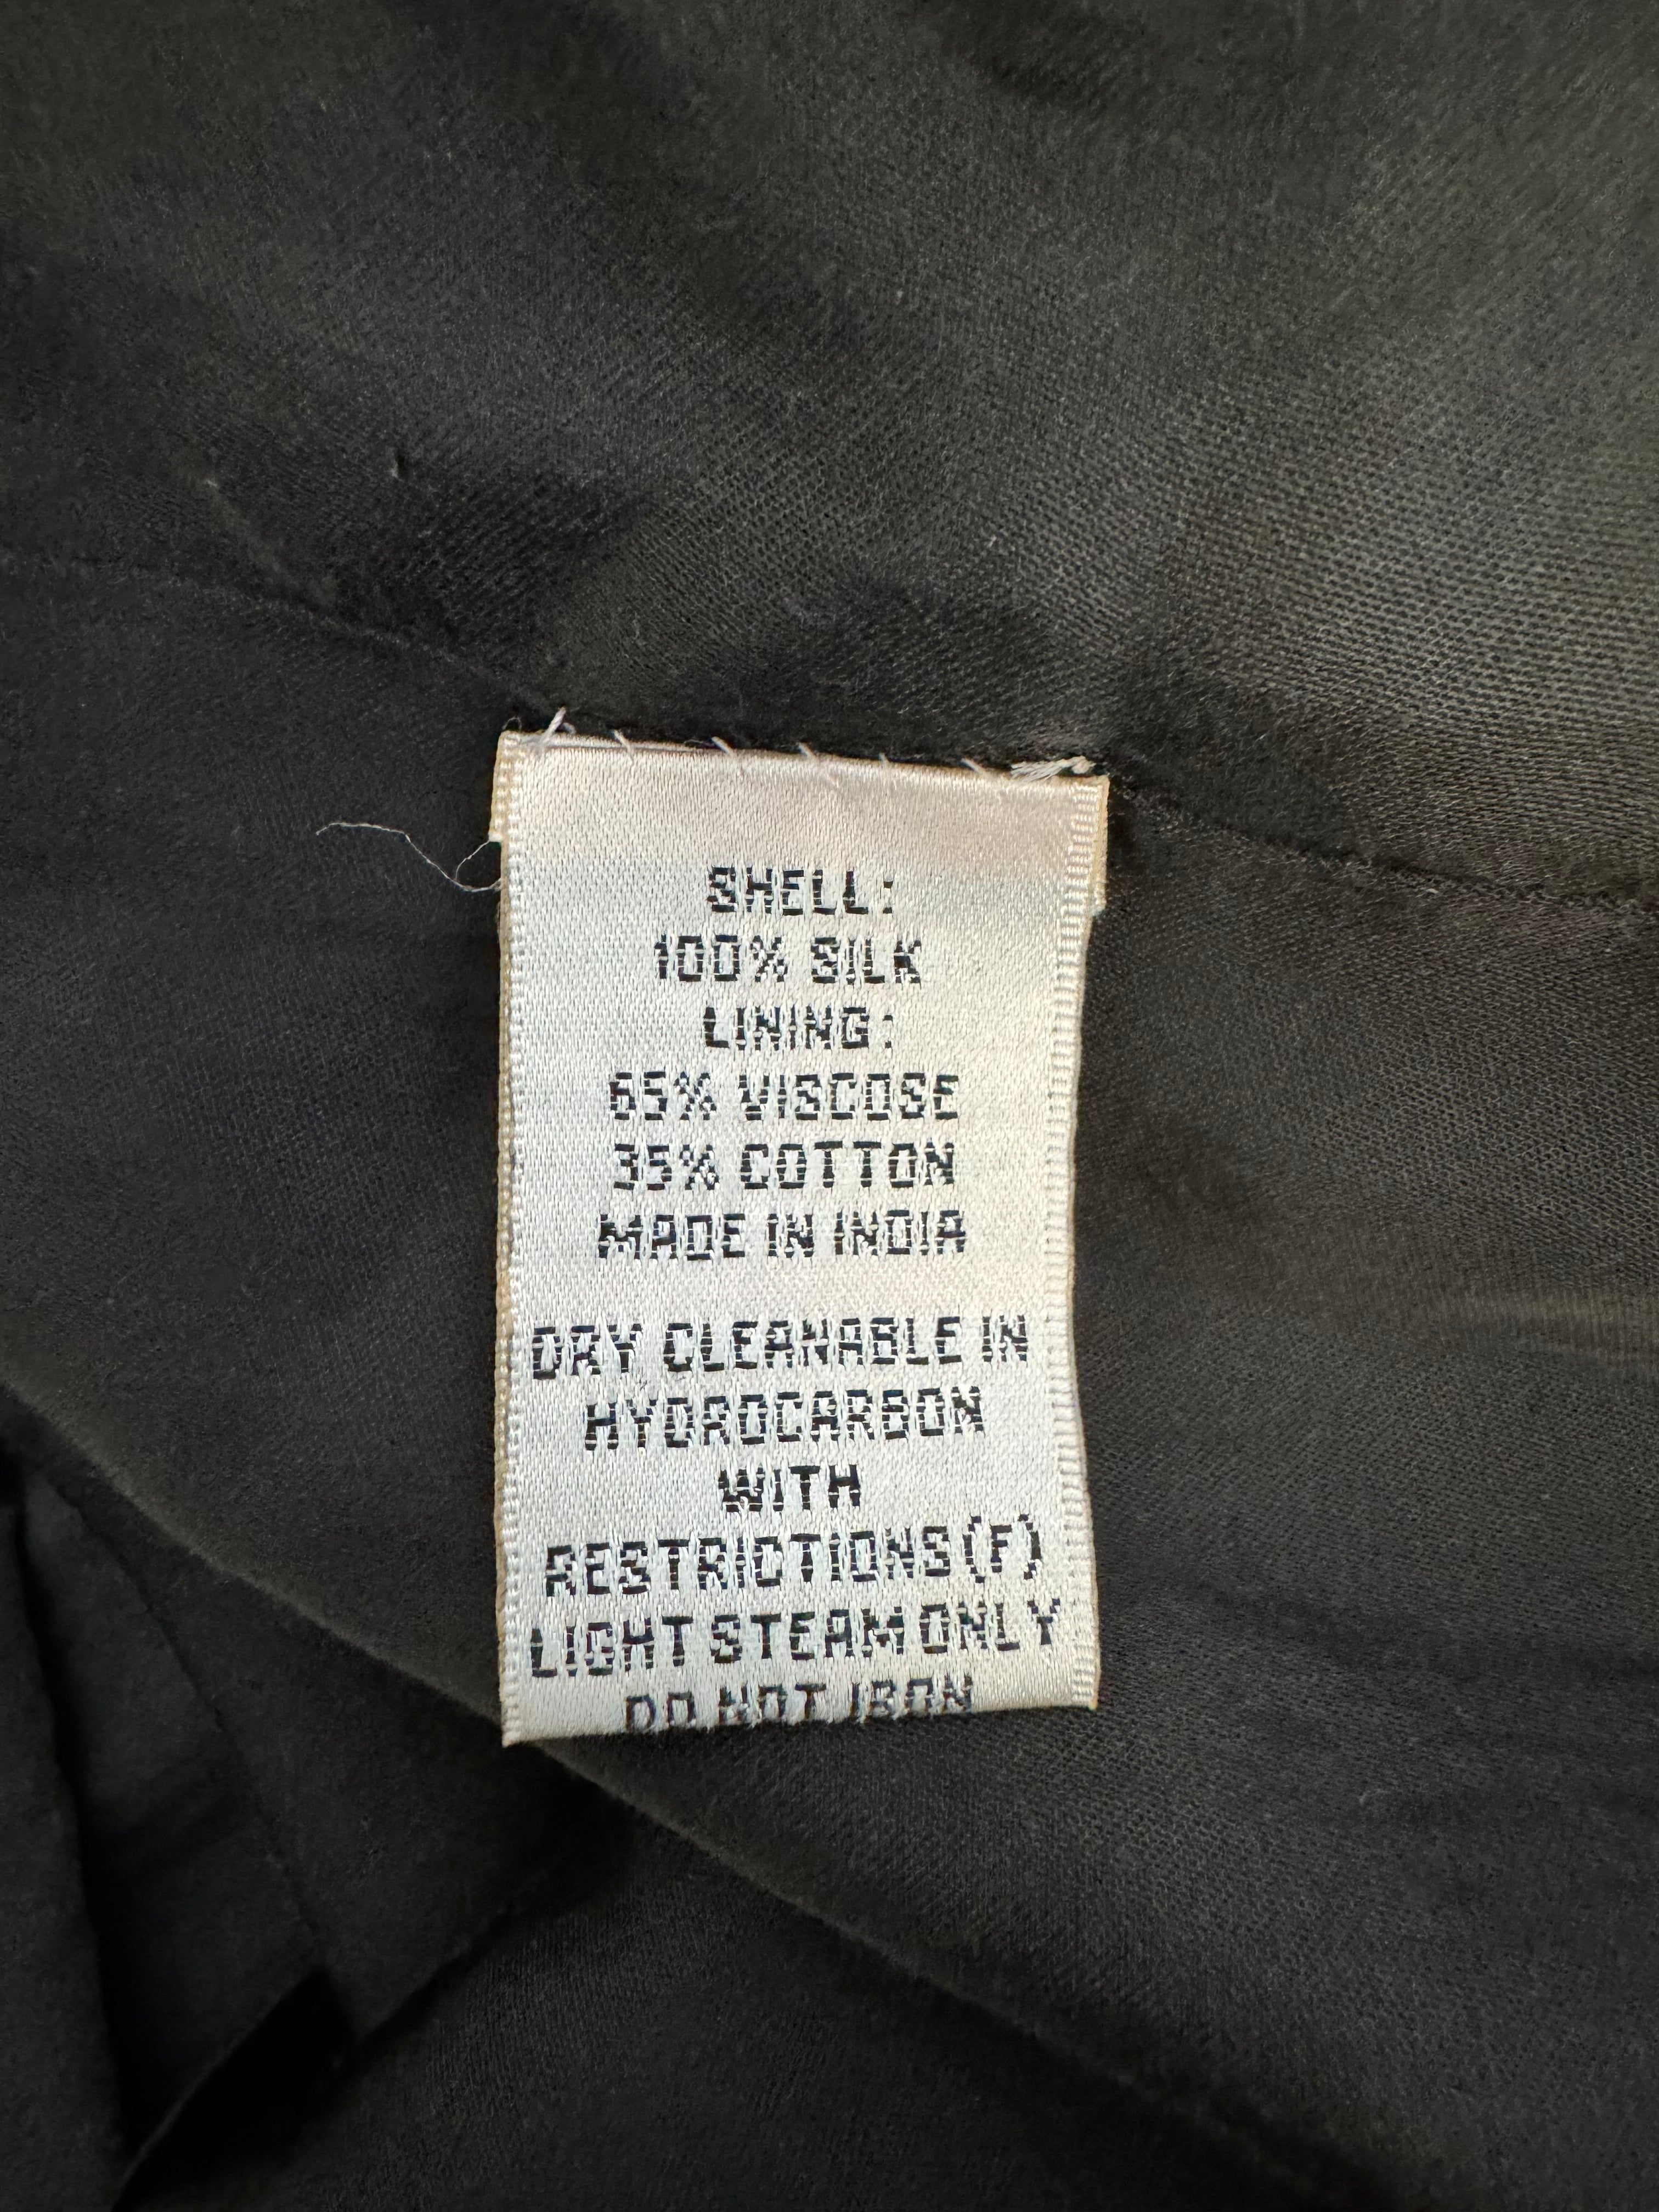 SHELL:
100% SILK
LINING:
65% VISCOSE
35% COTTON
MADE IN INDIA
DRY CLEANABLE IN
HYDROCARBON
WITH
RESTRICTIONS (F)
LIGHT STEAM ONLY
DO NOT IRON